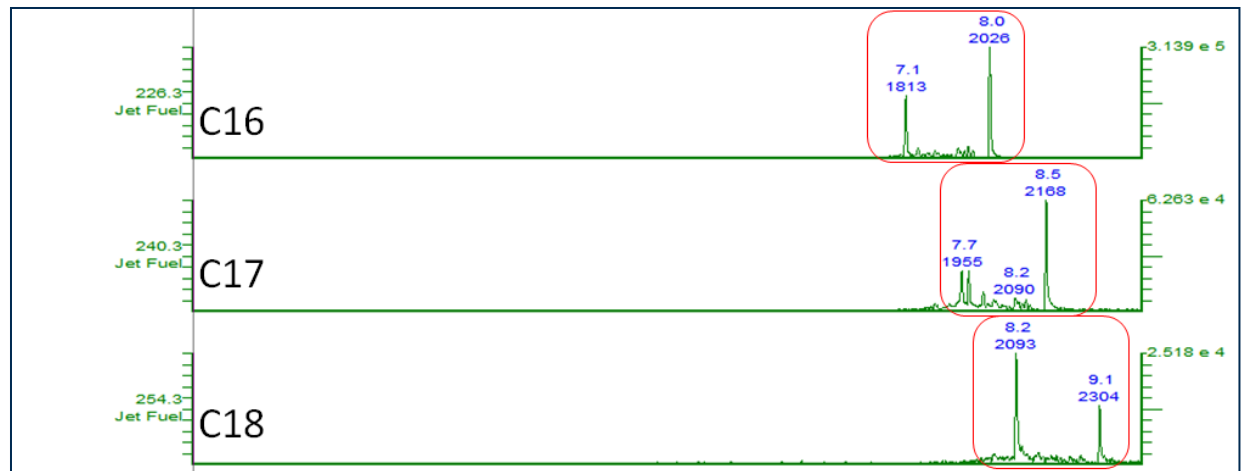 8.0
2026
3.139 e 5
7.1
1813
226.3
Jet Fuel
C16
8.5
2168
6.263 e 4
240.3
Jet Fuel
C17
7.7
1955
8.2
2090
8.2
2093
2.518 e 4
9.1
2304
254.3
Jet Fuel
C18